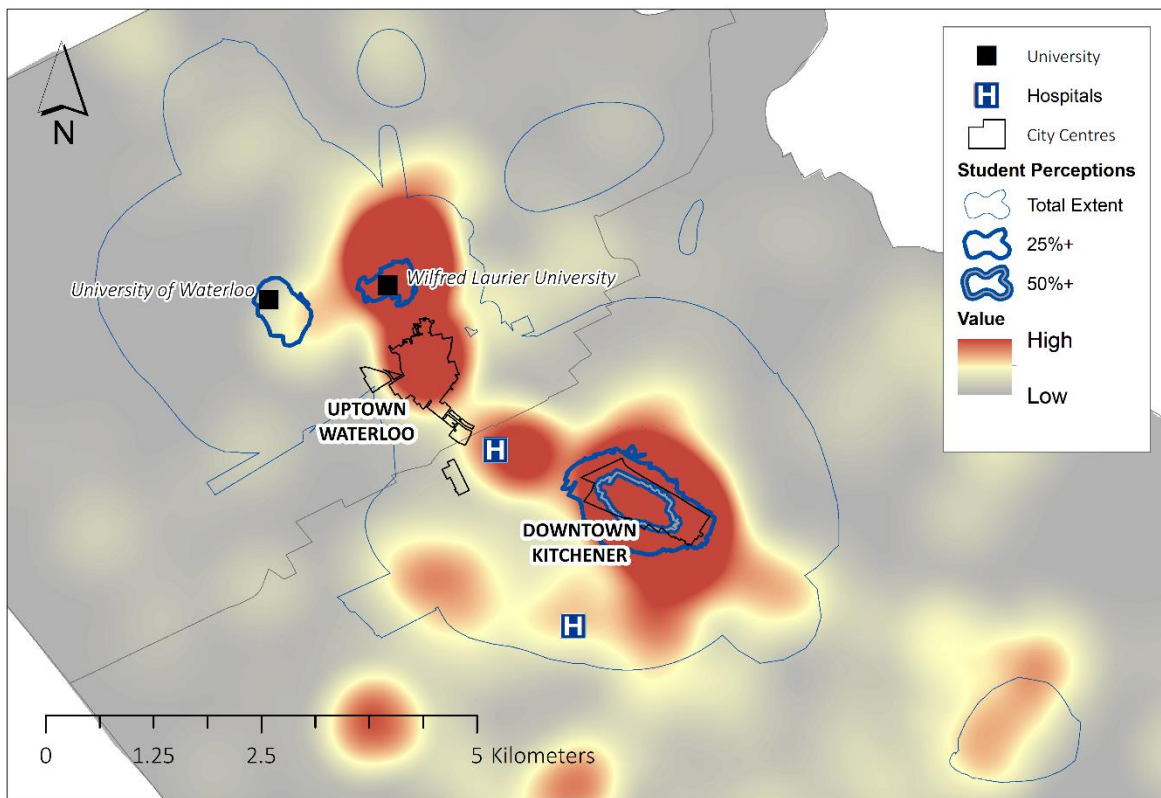 N
University of Waterloo
Wilfred Laurier University
UPTOWN
WATERLOO
H
DOWNTOWN
KITCHENER
H
0 1.25 2.5 5 Kilometers
University
H Hospitals
City Centres
Student Perceptions
Total Extent
25%+
50%+
Value
High
Low